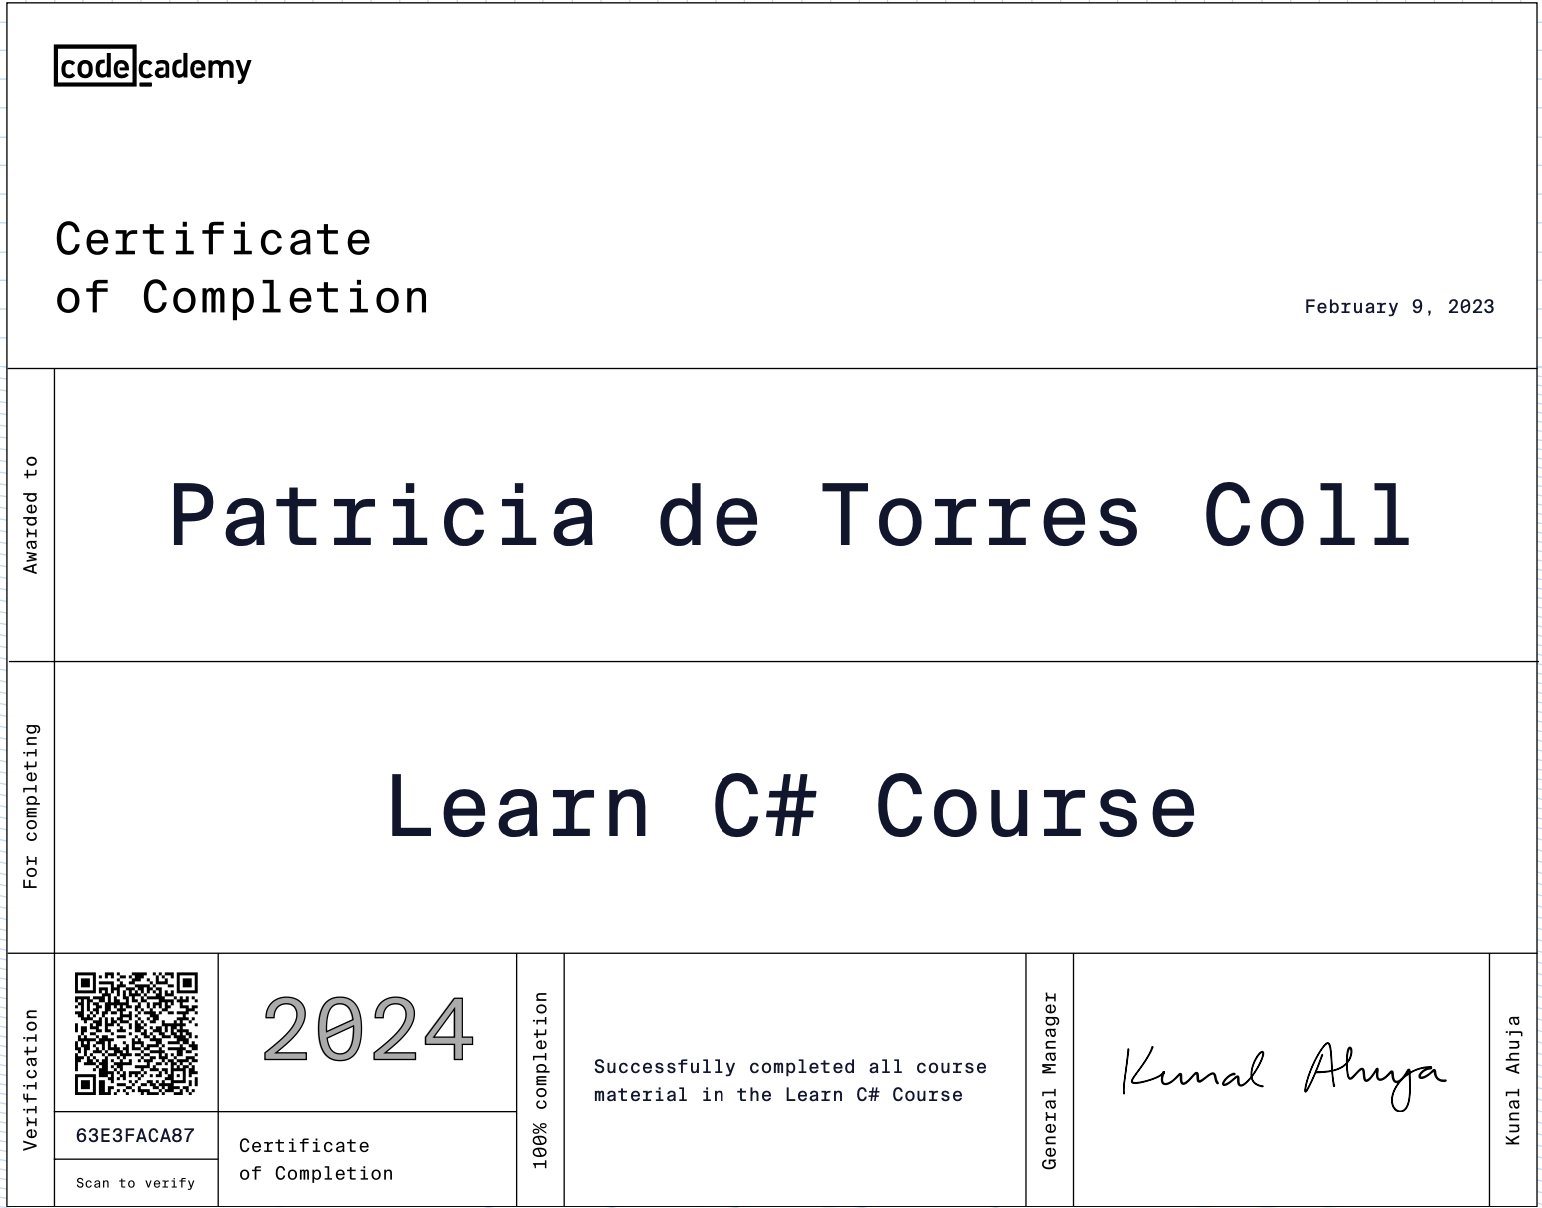 codecademy
Certificate
of Completion
February 9, 2023
Awarded to
Patricia de Torres Coll
For completing
Learn C# Course
Verification
63E3FACA87
Scan to verify
2024
Certificate
of Completion
100% completion
Successfully completed all course
material in the Learn C# Course
General Manager
Kunal Ahuja
Kunal Ahuja